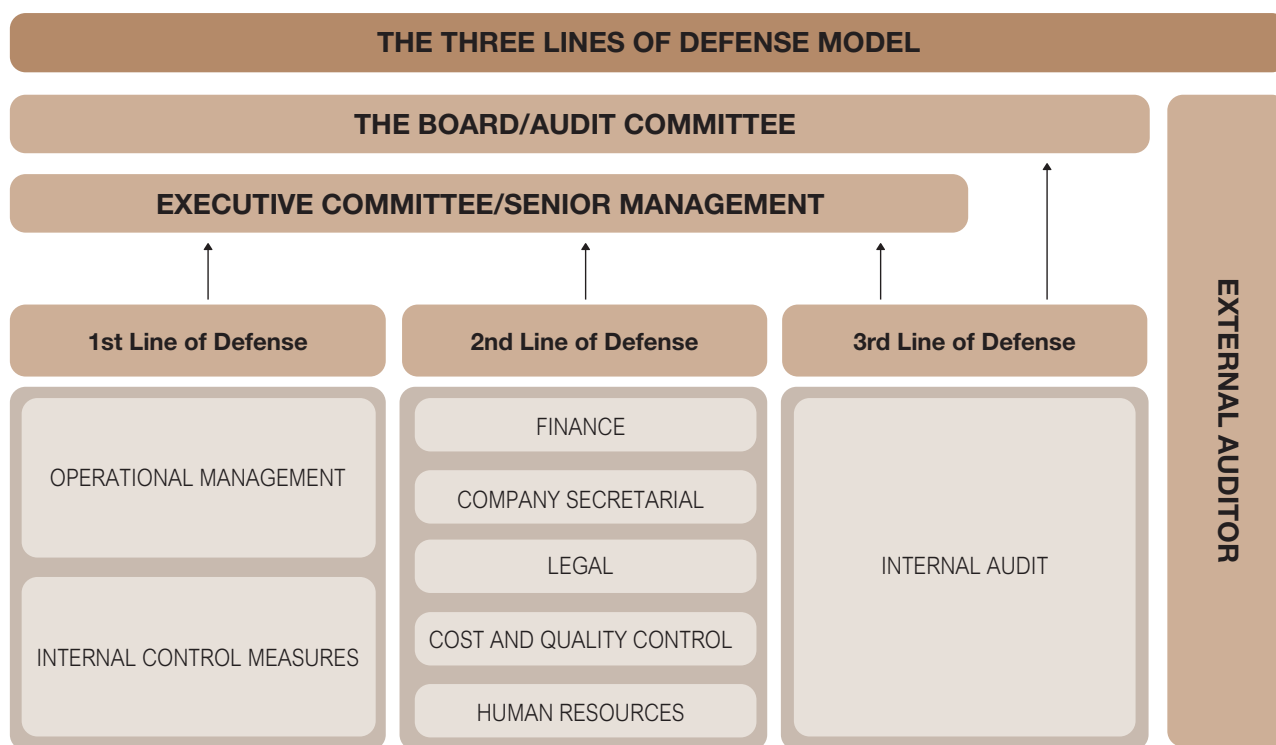 THE THREE LINES OF DEFENSE MODEL
THE BOARD/AUDIT COMMITTEE
EXECUTIVE COMMITTEE/SENIOR MANAGEMENT
1st Line of Defense
OPERATIONAL MANAGEMENT
INTERNAL CONTROL MEASURES
2nd Line of Defense
FINANCE
COMPANY SECRETARIAL
LEGAL
COST AND QUALITY CONTROL
HUMAN RESOURCES
3rd Line of Defense
INTERNAL AUDIT
EXTERNAL AUDITOR